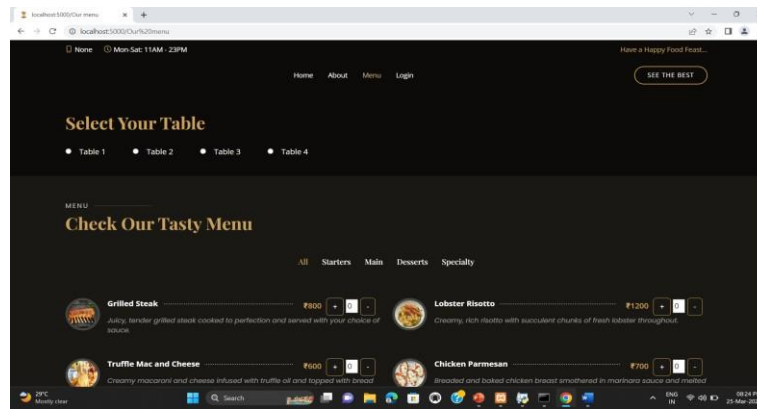 localhost:5000/Our menu
localhost:5000/Our%20menu
None Mon-Sat: 11AM - 23PM Have a Happy Food Feast...
Home About Menu Login SEE THE BEST
Select Your Table
Table 1 Table 2 Table 3 Table 4
MENU
Check Our Tasty Menu
All Starters Main Desserts Specialty
Grilled Steak ₹800 + 0 - Lobster Risotto ₹1200 + 0 -
Juicy, tender grilled steak cooked to perfection and served with your choice of Creamy, rich risotto with succulent chunks of fresh lobster throughout.
sauce.
Truffle Mac and Cheese ₹600 + 0 - Chicken Parmesan ₹700 + 0 -
Creamy macaroni and cheese infused with truffle oil and topped with bread Breaded and baked chicken breast smothered in marinara sauce and melted
29°C ENG 08:24 P
Mostly clear Search IN 25-Mar-202